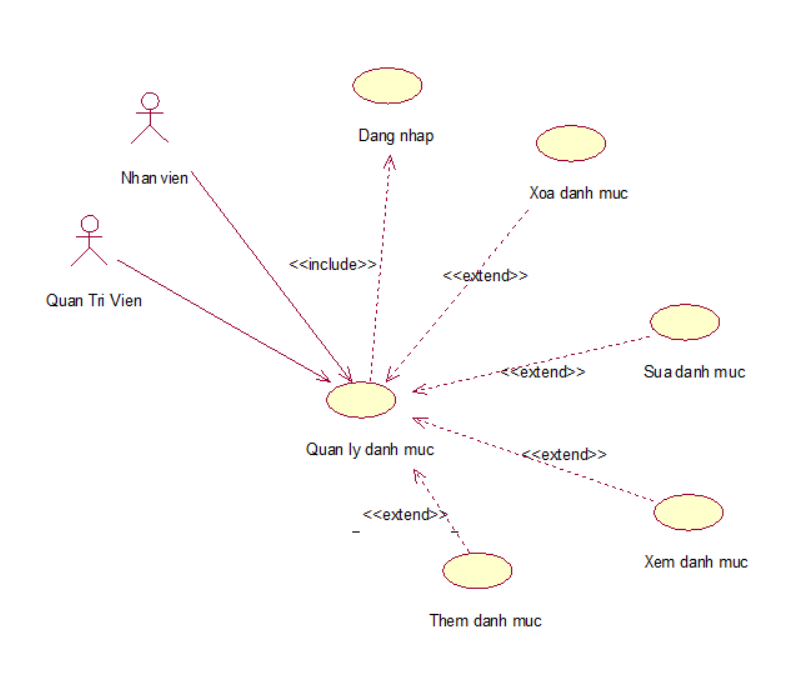 Dang nhap
Nhan vien
Xoa danh muc
<<include>>
<<extend>>
Quan Tri Vien
<<extend>>
Sua danh muc
Quan ly danh muc
<<extend>>
<<extend>>
Xem danh muc
Them danh muc